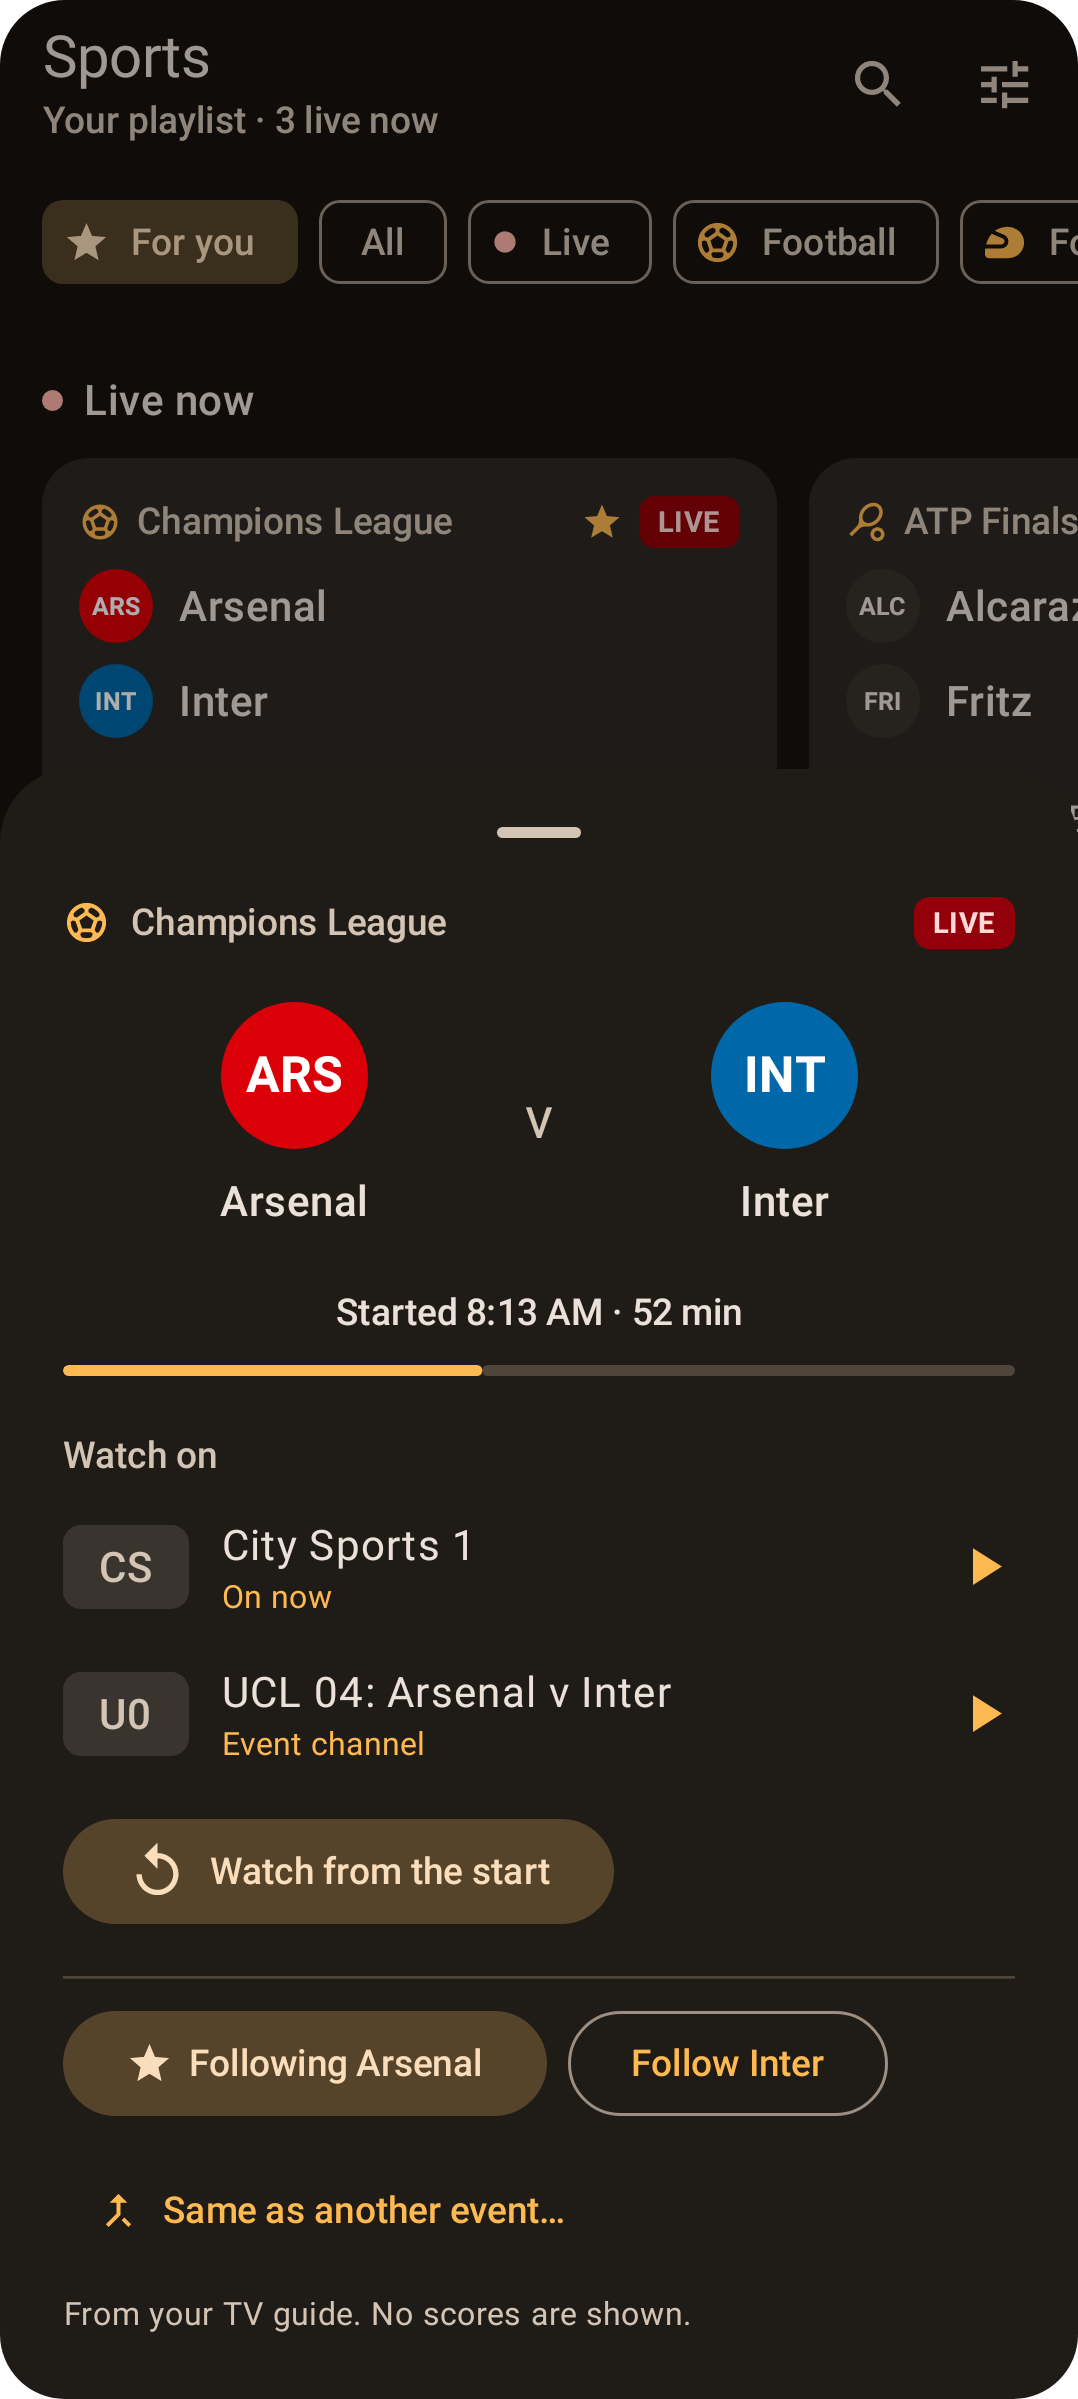 Sports
Your playlist · 3 live now
For you
All
Live
Football
Fo
Live now
Champions League
LIVE
ATP Finals
ARS
Arsenal
ALC
Alcaraz
INT
Inter
FRI
Fritz
Champions League
LIVE
ARS
INT
V
Arsenal
Inter
Started 8:13 AM · 52 min
Watch on
CS
City Sports 1
On now
U0
UCL 04: Arsenal v Inter
Event channel
Watch from the start
Following Arsenal
Follow Inter
Same as another event...
From your TV guide. No scores are shown.